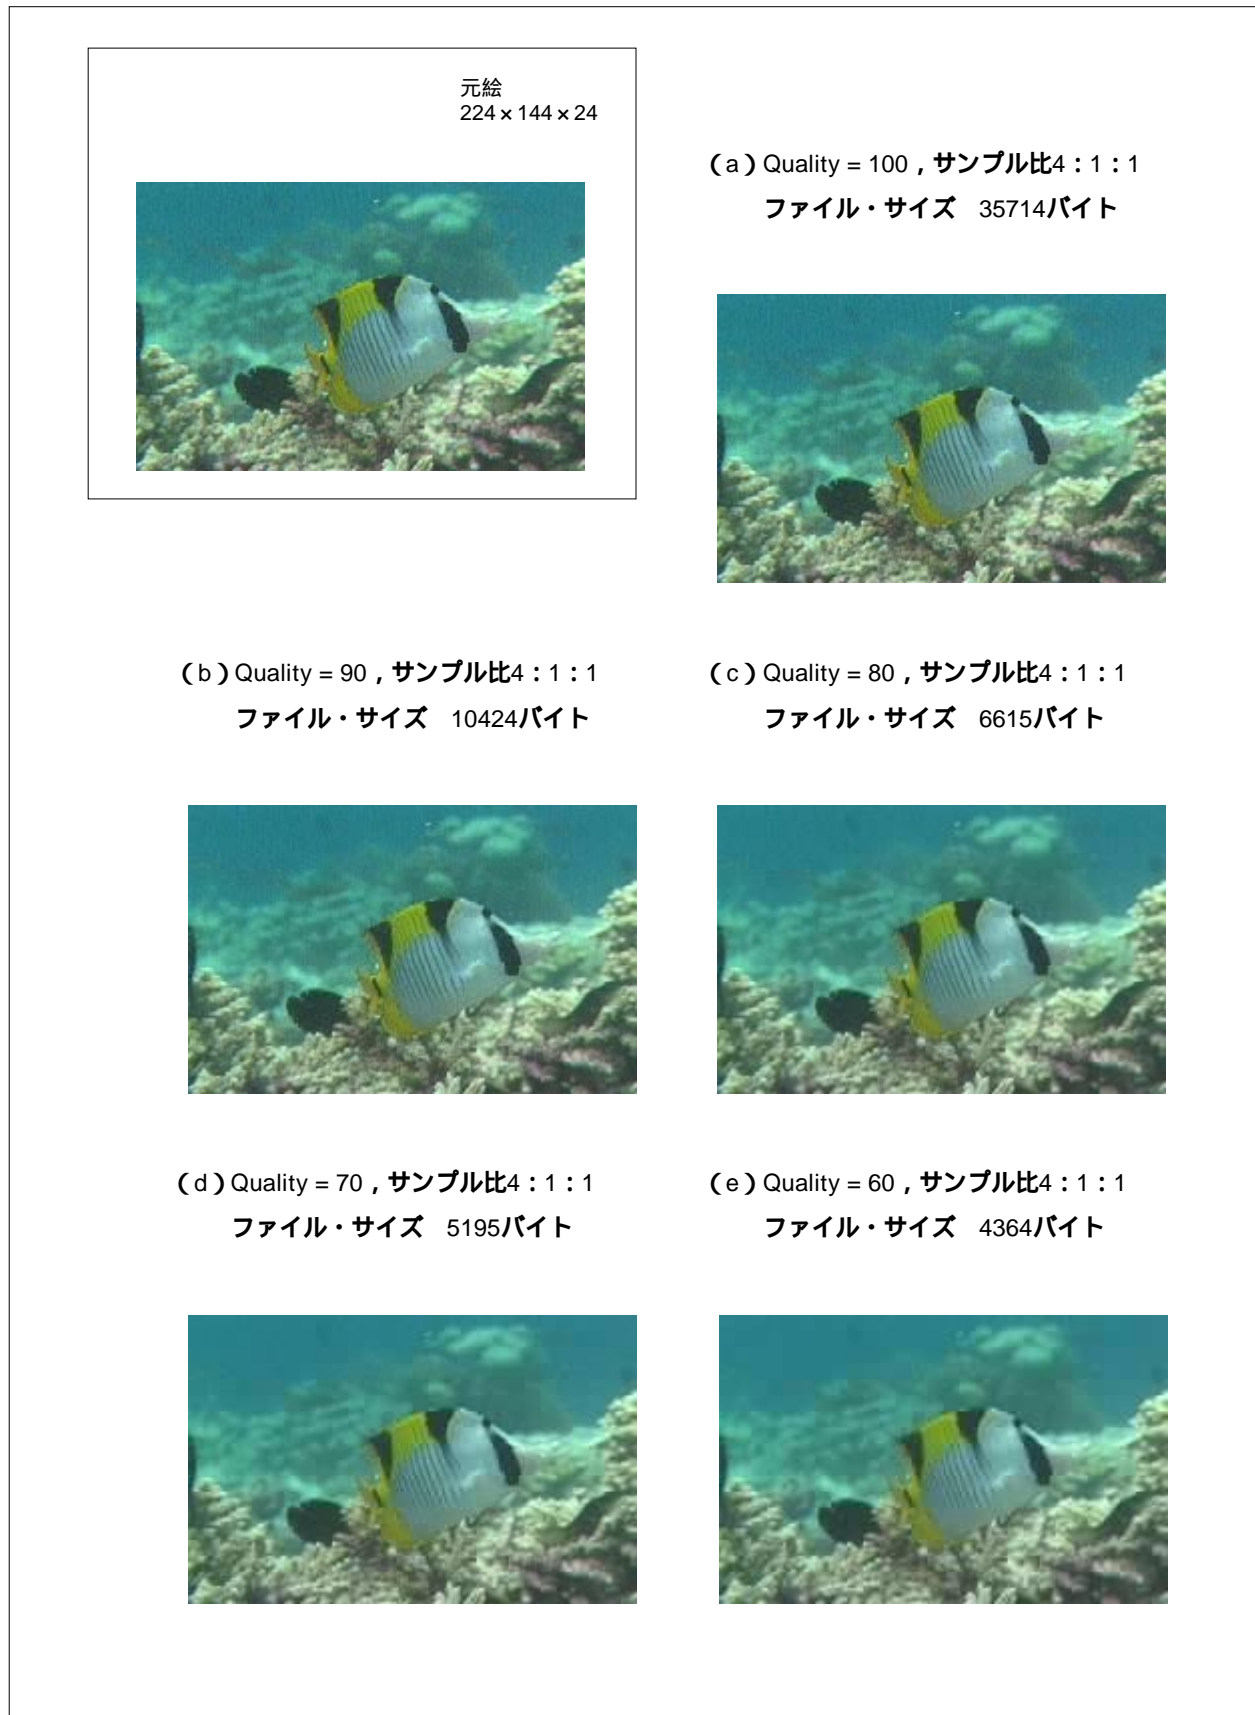 元絵
224×144×24
（a）Quality = 100，サンプル比4：1：1
ファイル・サイズ　35714バイト
（b）Quality = 90，サンプル比4：1：1
ファイル・サイズ　10424バイト
（c）Quality = 80，サンプル比4：1：1
ファイル・サイズ　6615バイト
（d）Quality = 70，サンプル比4：1：1
ファイル・サイズ　5195バイト
（e）Quality = 60，サンプル比4：1：1
ファイル・サイズ　4364バイト